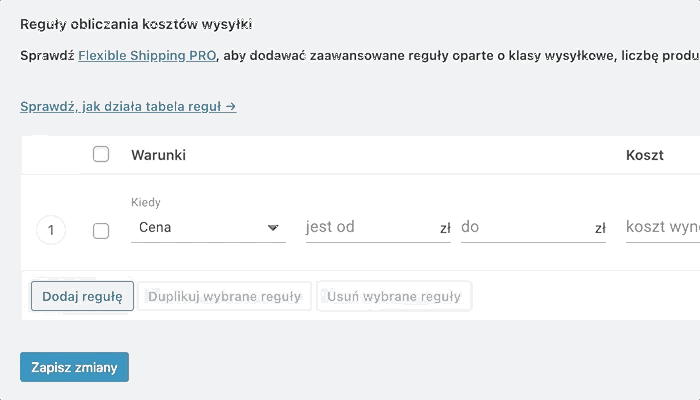 Reguły obliczania kosztów wysyłki
Sprawdź Flexible Shipping PRO, aby dodawać zaawansowane reguły oparte o klasy wysyłkowe, liczbę produ
Sprawdź, jak działa tabela reguł →
Warunki Koszt
Kiedy
1 Cena jest od zł do zł koszt wyno
Dodaj regułę Duplikuj wybrane reguły Usuń wybrane reguły
Zapisz zmiany